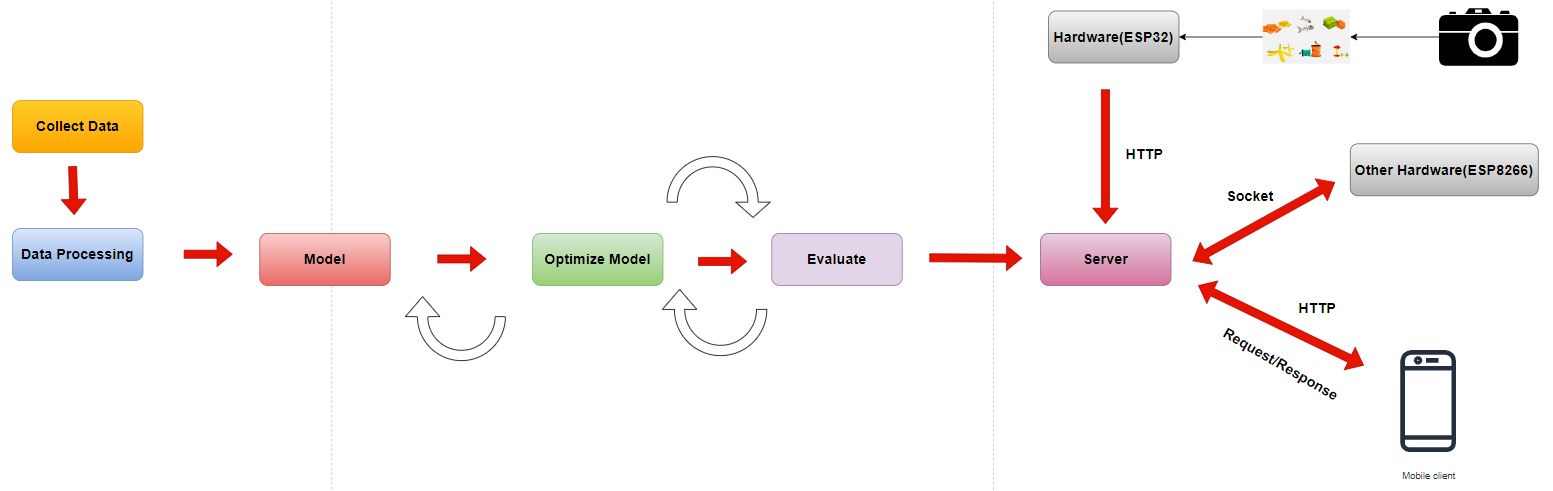 Hardware(ESP32)
Collect Data
HTTP
Other Hardware(ESP8266)
Socket
Data Processing
Model
Optimize Model
Evaluate
Server
HTTP
Request/Response
Mobile client